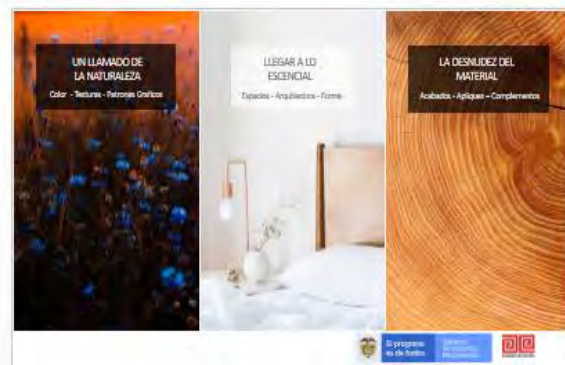 UN LLAMADO DE
LA NATURALEZA
Color - Texturas - Patrones Graficos
LLEGAR A LO
ESCENCIAL
Espacios - Arquitectura - Forma
LA DESNUDEZ DEL
MATERIAL
Acabados - Apliques - Complementos
El progreso
es de todos